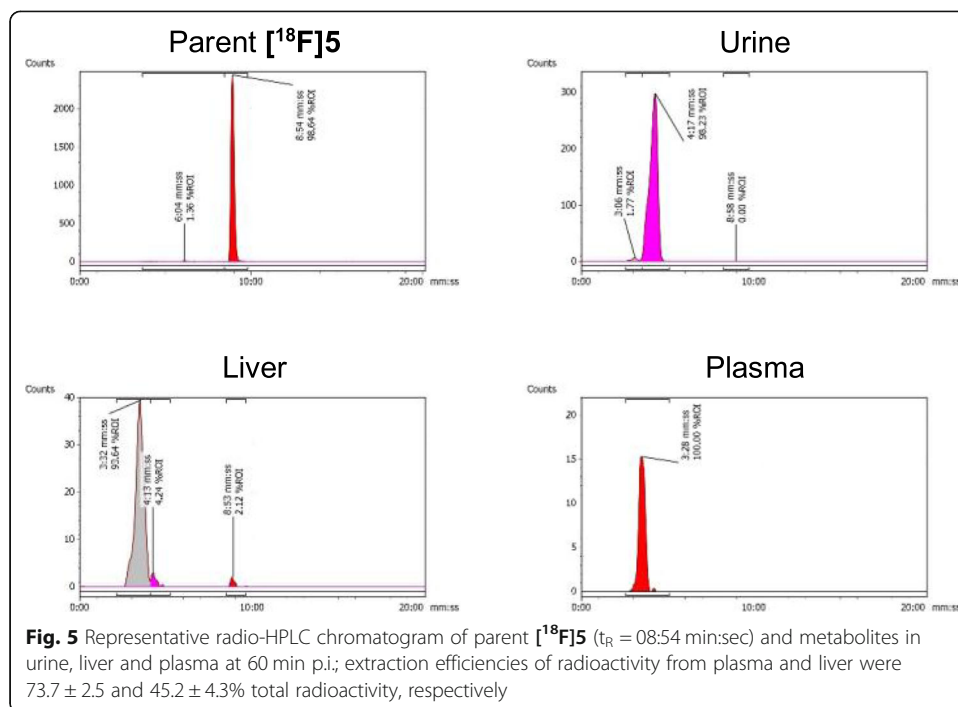 Parent [¹⁸F]5
Counts
2000
1500
1000
500
0
0:00
10:00
20:00
mm:ss
6:04 mm:ss
1.36 %ROI
8:54 mm:ss
98.64 %ROI
Urine
Counts
300
200
100
0
0:00
10:00
20:00
mm:ss
3:06 mm:ss
1.77 %ROI
4:17 mm:ss
98.23 %ROI
8:58 mm:ss
0.00 %ROI
Liver
Counts
40
30
20
10
0
0:00
10:00
20:00
mm:ss
3:32 mm:ss
93.64 %ROI
4:13 mm:ss
4.24 %ROI
8:53 mm:ss
2.12 %ROI
Plasma
Counts
20
15
10
5
0
0:00
10:00
20:00
mm:ss
3:28 mm:ss
100.00 %ROI
Fig. 5 Representative radio-HPLC chromatogram of parent [¹⁸F]5 (tR = 08:54 min:sec) and metabolites in
urine, liver and plasma at 60 min p.i.; extraction efficiencies of radioactivity from plasma and liver were
73.7 ± 2.5 and 45.2 ± 4.3% total radioactivity, respectively